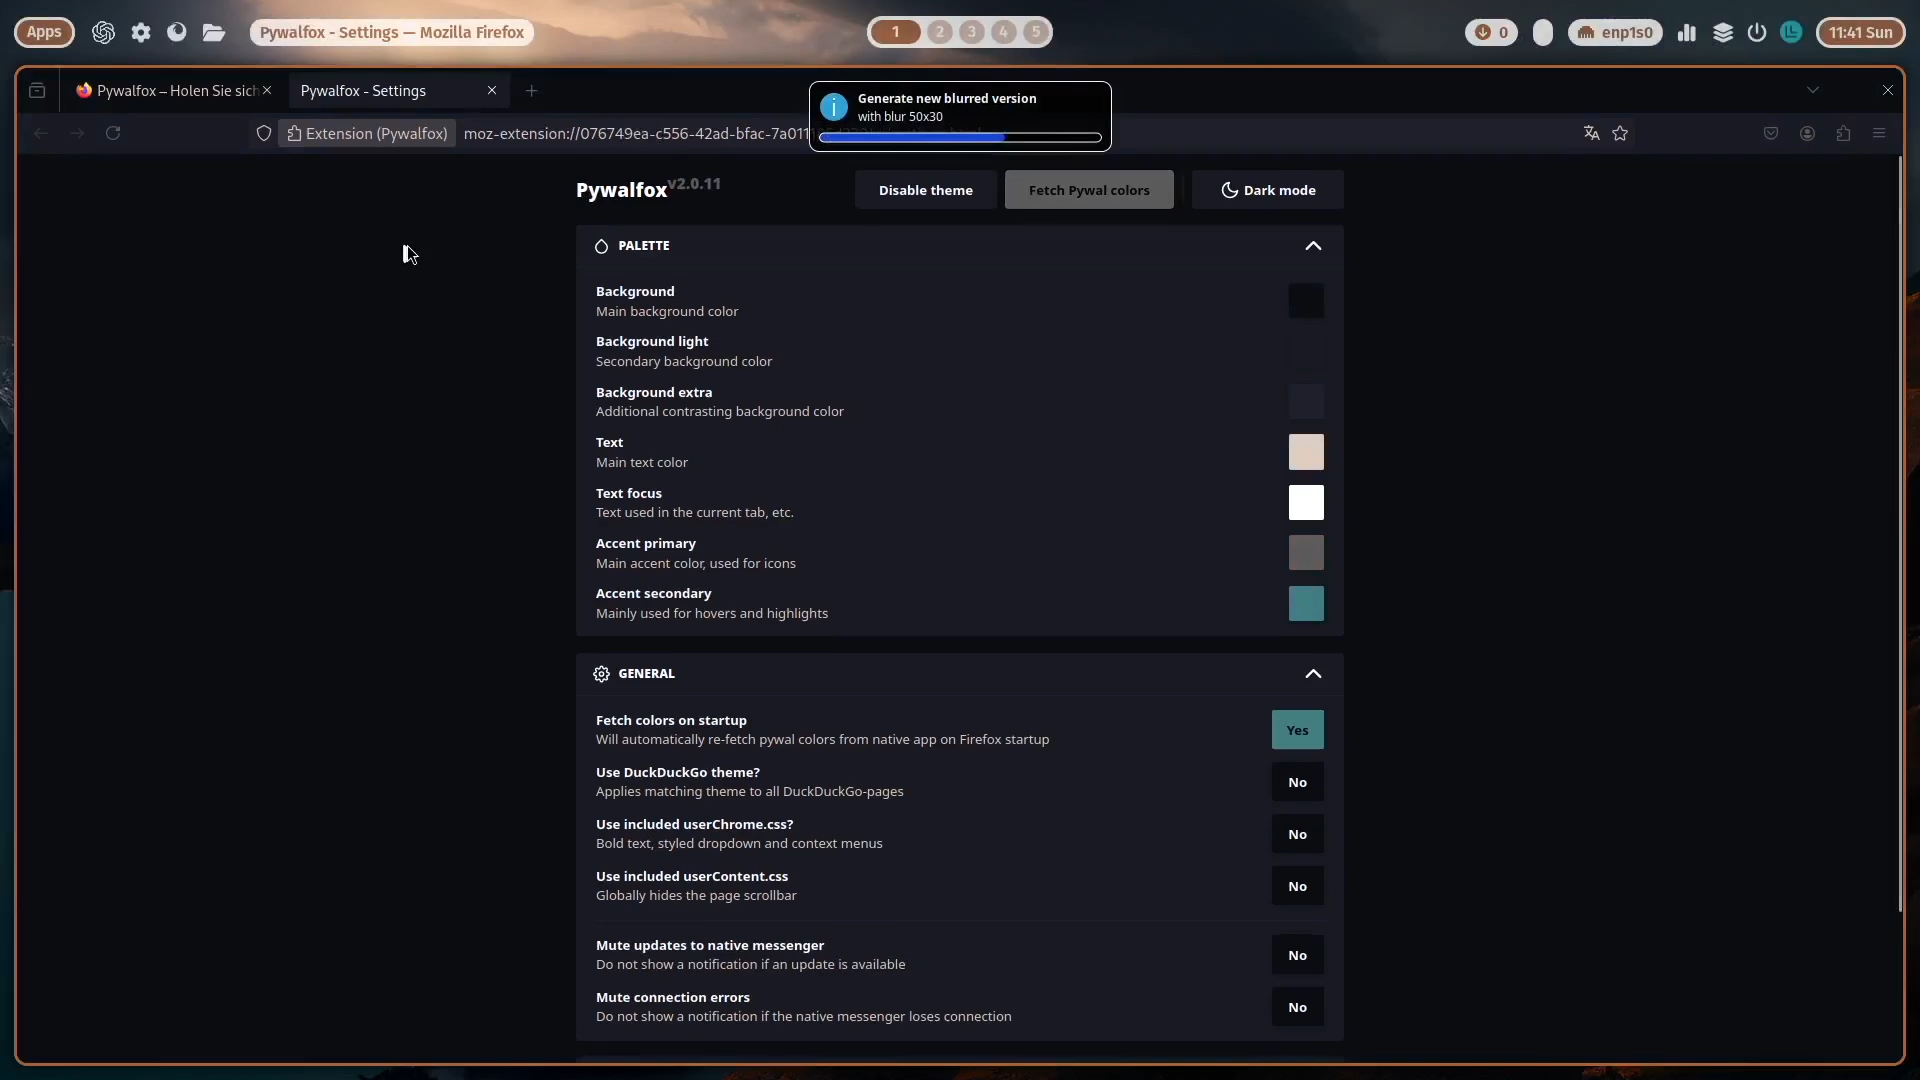 Apps
Pywalfox - Settings — Mozilla Firefox
1 2 3 4 5
0
enp1s0
11:41 Sun
Pywalfox – Holen Sie sich
Pywalfox - Settings
Generate new blurred version
with blur 50x30
Extension (Pywalfox)
moz-extension://076749ea-c556-42ad-bfac-7a011
Pywalfox v2.0.11
Disable theme
Fetch Pywal colors
Dark mode
PALETTE
Background
Main background color
Background light
Secondary background color
Background extra
Additional contrasting background color
Text
Main text color
Text focus
Text used in the current tab, etc.
Accent primary
Main accent color, used for icons
Accent secondary
Mainly used for hovers and highlights
GENERAL
Fetch colors on startup
Will automatically re-fetch pywal colors from native app on Firefox startup
Yes
Use DuckDuckGo theme?
Applies matching theme to all DuckDuckGo-pages
No
Use included userChrome.css?
Bold text, styled dropdown and context menus
No
Use included userContent.css
Globally hides the page scrollbar
No
Mute updates to native messenger
Do not show a notification if an update is available
No
Mute connection errors
Do not show a notification if the native messenger loses connection
No